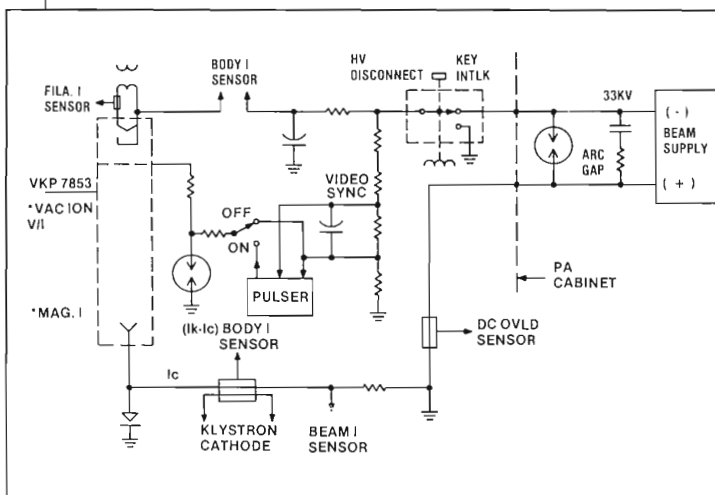 BODY I
SENSOR
HV
DISCONNECT
KEY
INTLK
FILA. I
SENSOR
33KV
(-)
BEAM
SUPPLY
(+)
ARC
GAP
VKP 7853
*VAC ION
V/I
VIDEO
SYNC
OFF
ON
PULSER
PA
CABINET
*MAG. I
(Ik-Ic) BODY I
SENSOR
DC OVLD
SENSOR
Ic
KLYSTRON
CATHODE
BEAM I
SENSOR